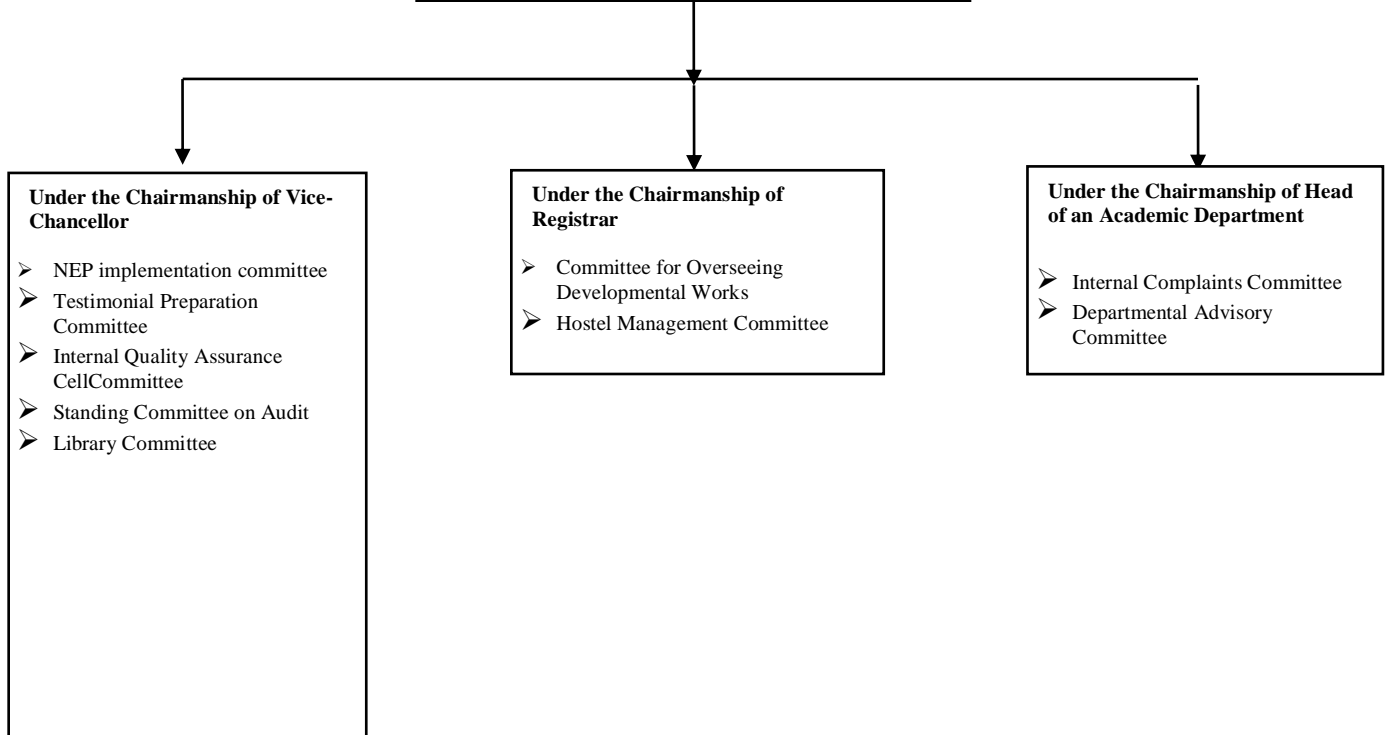 Under the Chairmanship of Vice-
Chancellor
➢ NEP implementation committee
➢ Testimonial Preparation
Committee
➢ Internal Quality Assurance
CellCommittee
➢ Standing Committee on Audit
➢ Library Committee
Under the Chairmanship of
Registrar
➢ Committee for Overseeing
Developmental Works
➢ Hostel Management Committee
Under the Chairmanship of Head
of an Academic Department
➢ Internal Complaints Committee
➢ Departmental Advisory
Committee